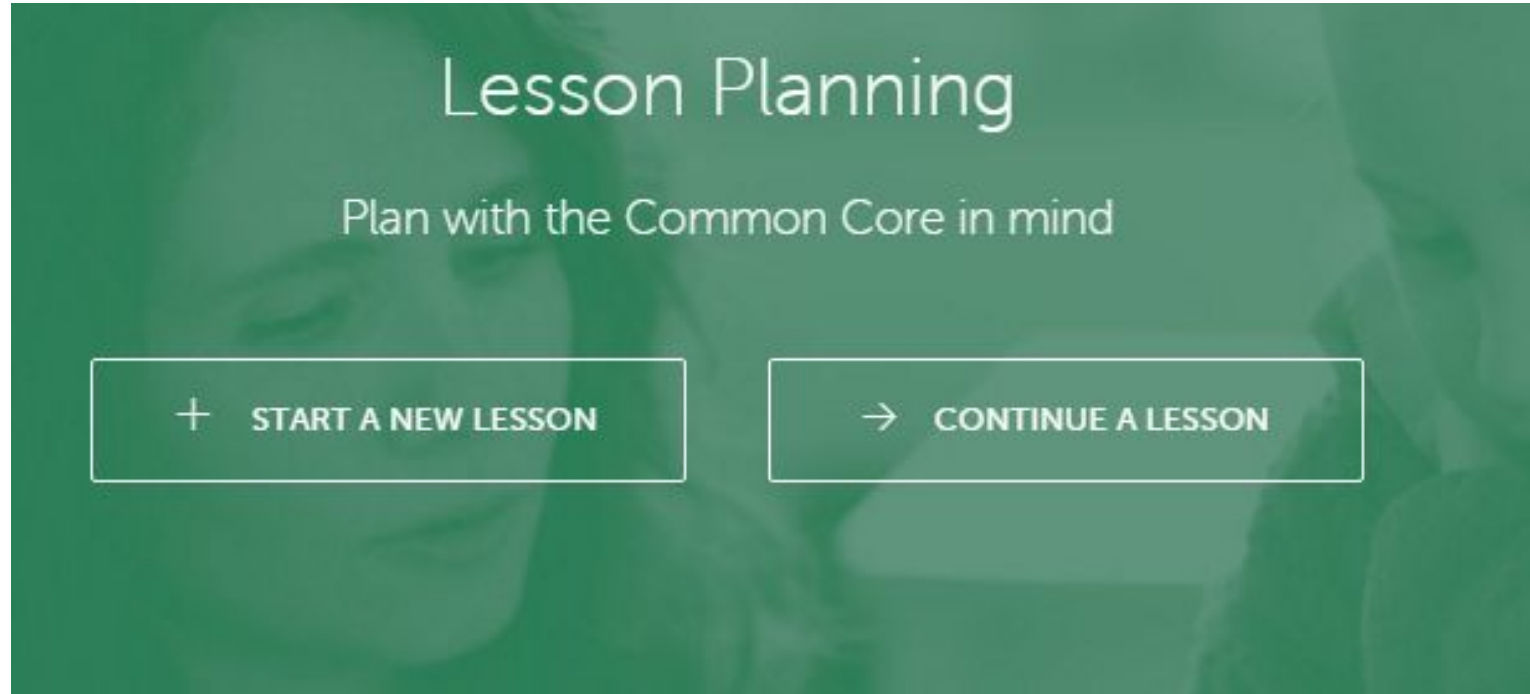 Lesson Planning
Plan with the Common Core in mind
+ START A NEW LESSON
→ CONTINUE A LESSON